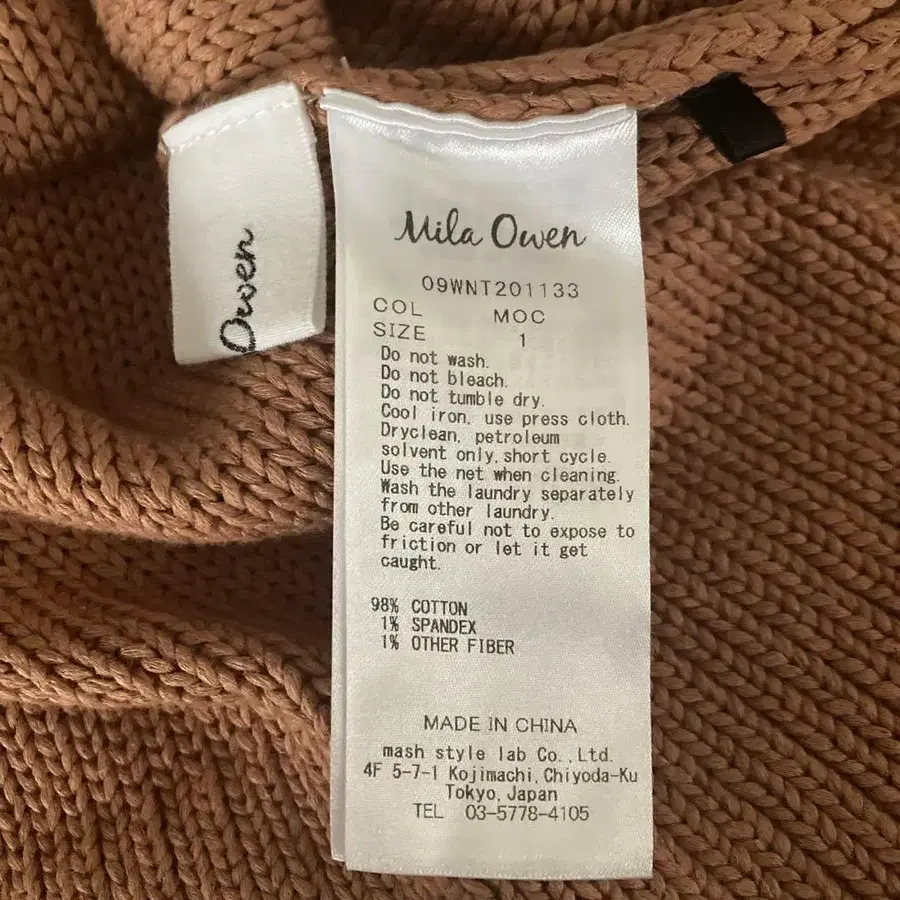 Owen
Mila Owen
09WNT201133
COL MOC
SIZE 1
Do not wash.
Do not bleach.
Do not tumble dry.
Cool iron, use press cloth.
Dryclean, petroleum
solvent only,short cycle.
Use the net when cleaning.
Wash the laundry separately
from other laundry.
Be careful not to expose to
friction or let it get
caught.
98% COTTON
1% SPANDEX
1% OTHER FIBER
MADE IN CHINA
mash style lab Co.,Ltd.
4F 5-7-1 Kojimachi,Chiyoda-Ku
Tokyo,Japan
TEL 03-5778-4105